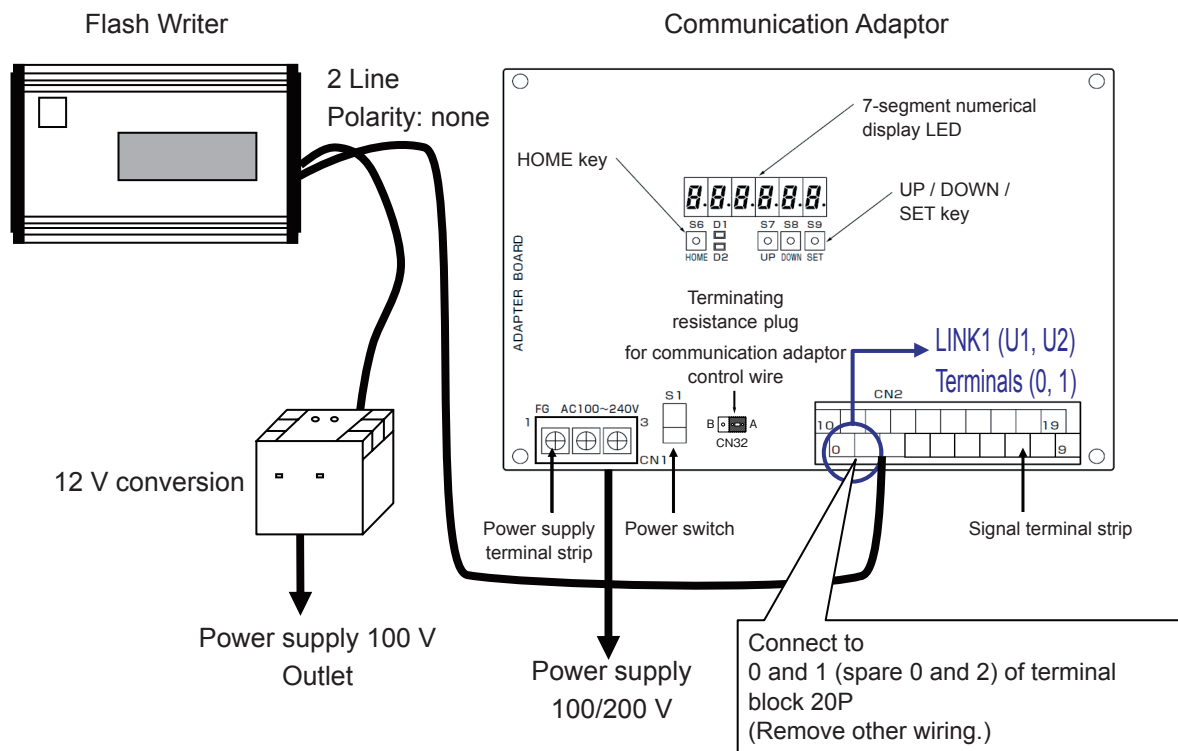 Flash Writer
Communication Adaptor
2 Line
Polarity: none
7-segment numerical
display LED
HOME key
UP / DOWN /
SET key
8.8.8.8.8.8.
S6 D1 S7 S8 S9
HOME D2 UP DOWN SET
ADAPTER BOARD
Terminating
resistance plug
for communication adaptor
control wire
LINK1 (U1, U2)
Terminals (0, 1)
CN2
S1
FG AC100~240V
1 3
B A
CN32
CN1
10 19
0 9
12 V conversion
Power supply
terminal strip
Power switch
Signal terminal strip
Power supply 100 V
Outlet
Power supply
100/200 V
Connect to
0 and 1 (spare 0 and 2) of terminal
block 20P
(Remove other wiring.)